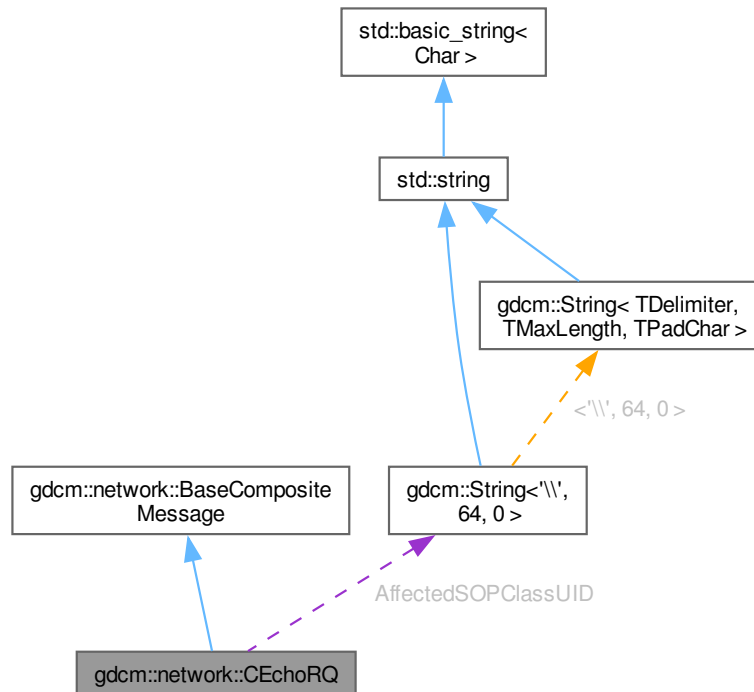 std::basic_string<
Char >
std::string
gdcm::String< TDelimiter,
TMaxLength, TPadChar >
<'\\', 64, 0 >
gdcm::network::BaseComposite
Message
gdcm::String<'\\',
64, 0 >
AffectedSOPClassUID
gdcm::network::CEchoRQ